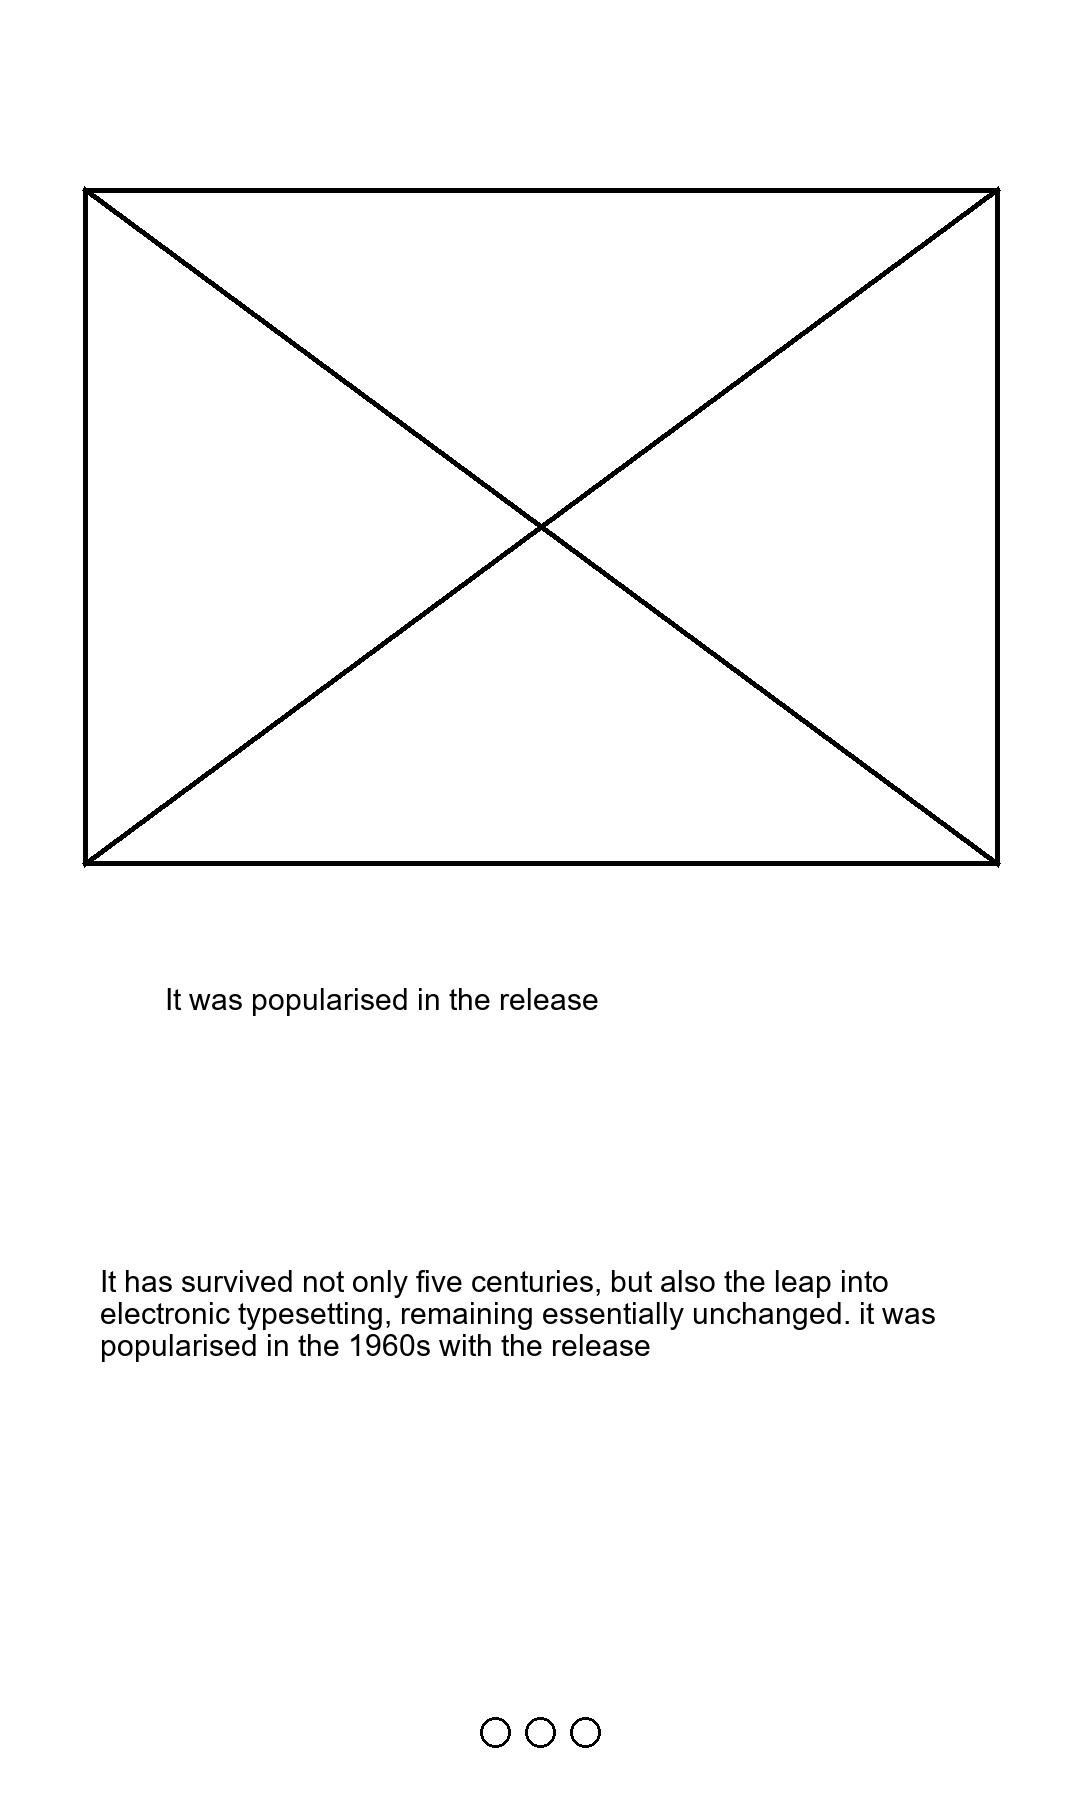 It was popularised in the release
It has survived not only five centuries, but also the leap into
electronic typesetting, remaining essentially unchanged. it was
popularised in the 1960s with the release